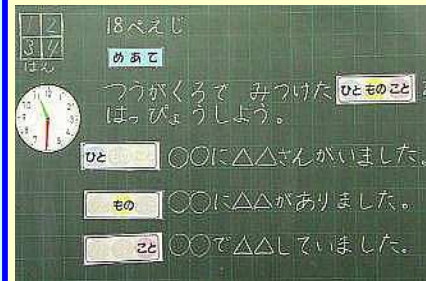 1 2
3 4
はん
18ぺえじ
めあて
つうがくろで みつけた ひと もの こと を
はっぴょうしよう。
ひと もの こと ○○に△△さんがいました。
もの ○○に△△がありました。
こと ○○で△△していました。